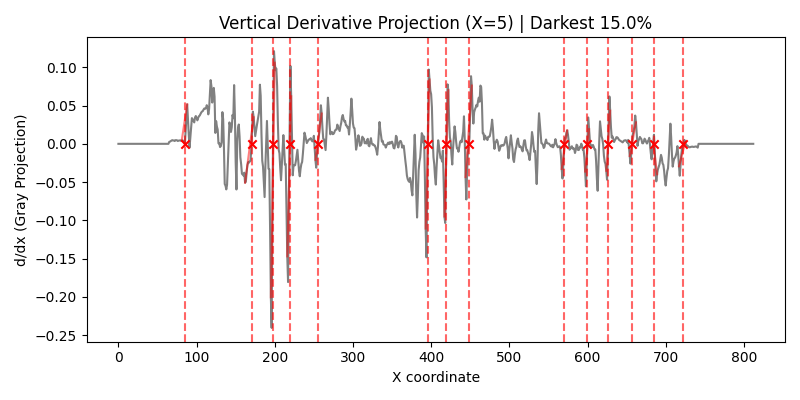 Vertical Derivative Projection (X=5) | Darkest 15.0%
d/dx (Gray Projection)
0.10
0.05
0.00
−0.05
−0.10
−0.15
−0.20
−0.25
0 100 200 300 400 500 600 700 800
X coordinate